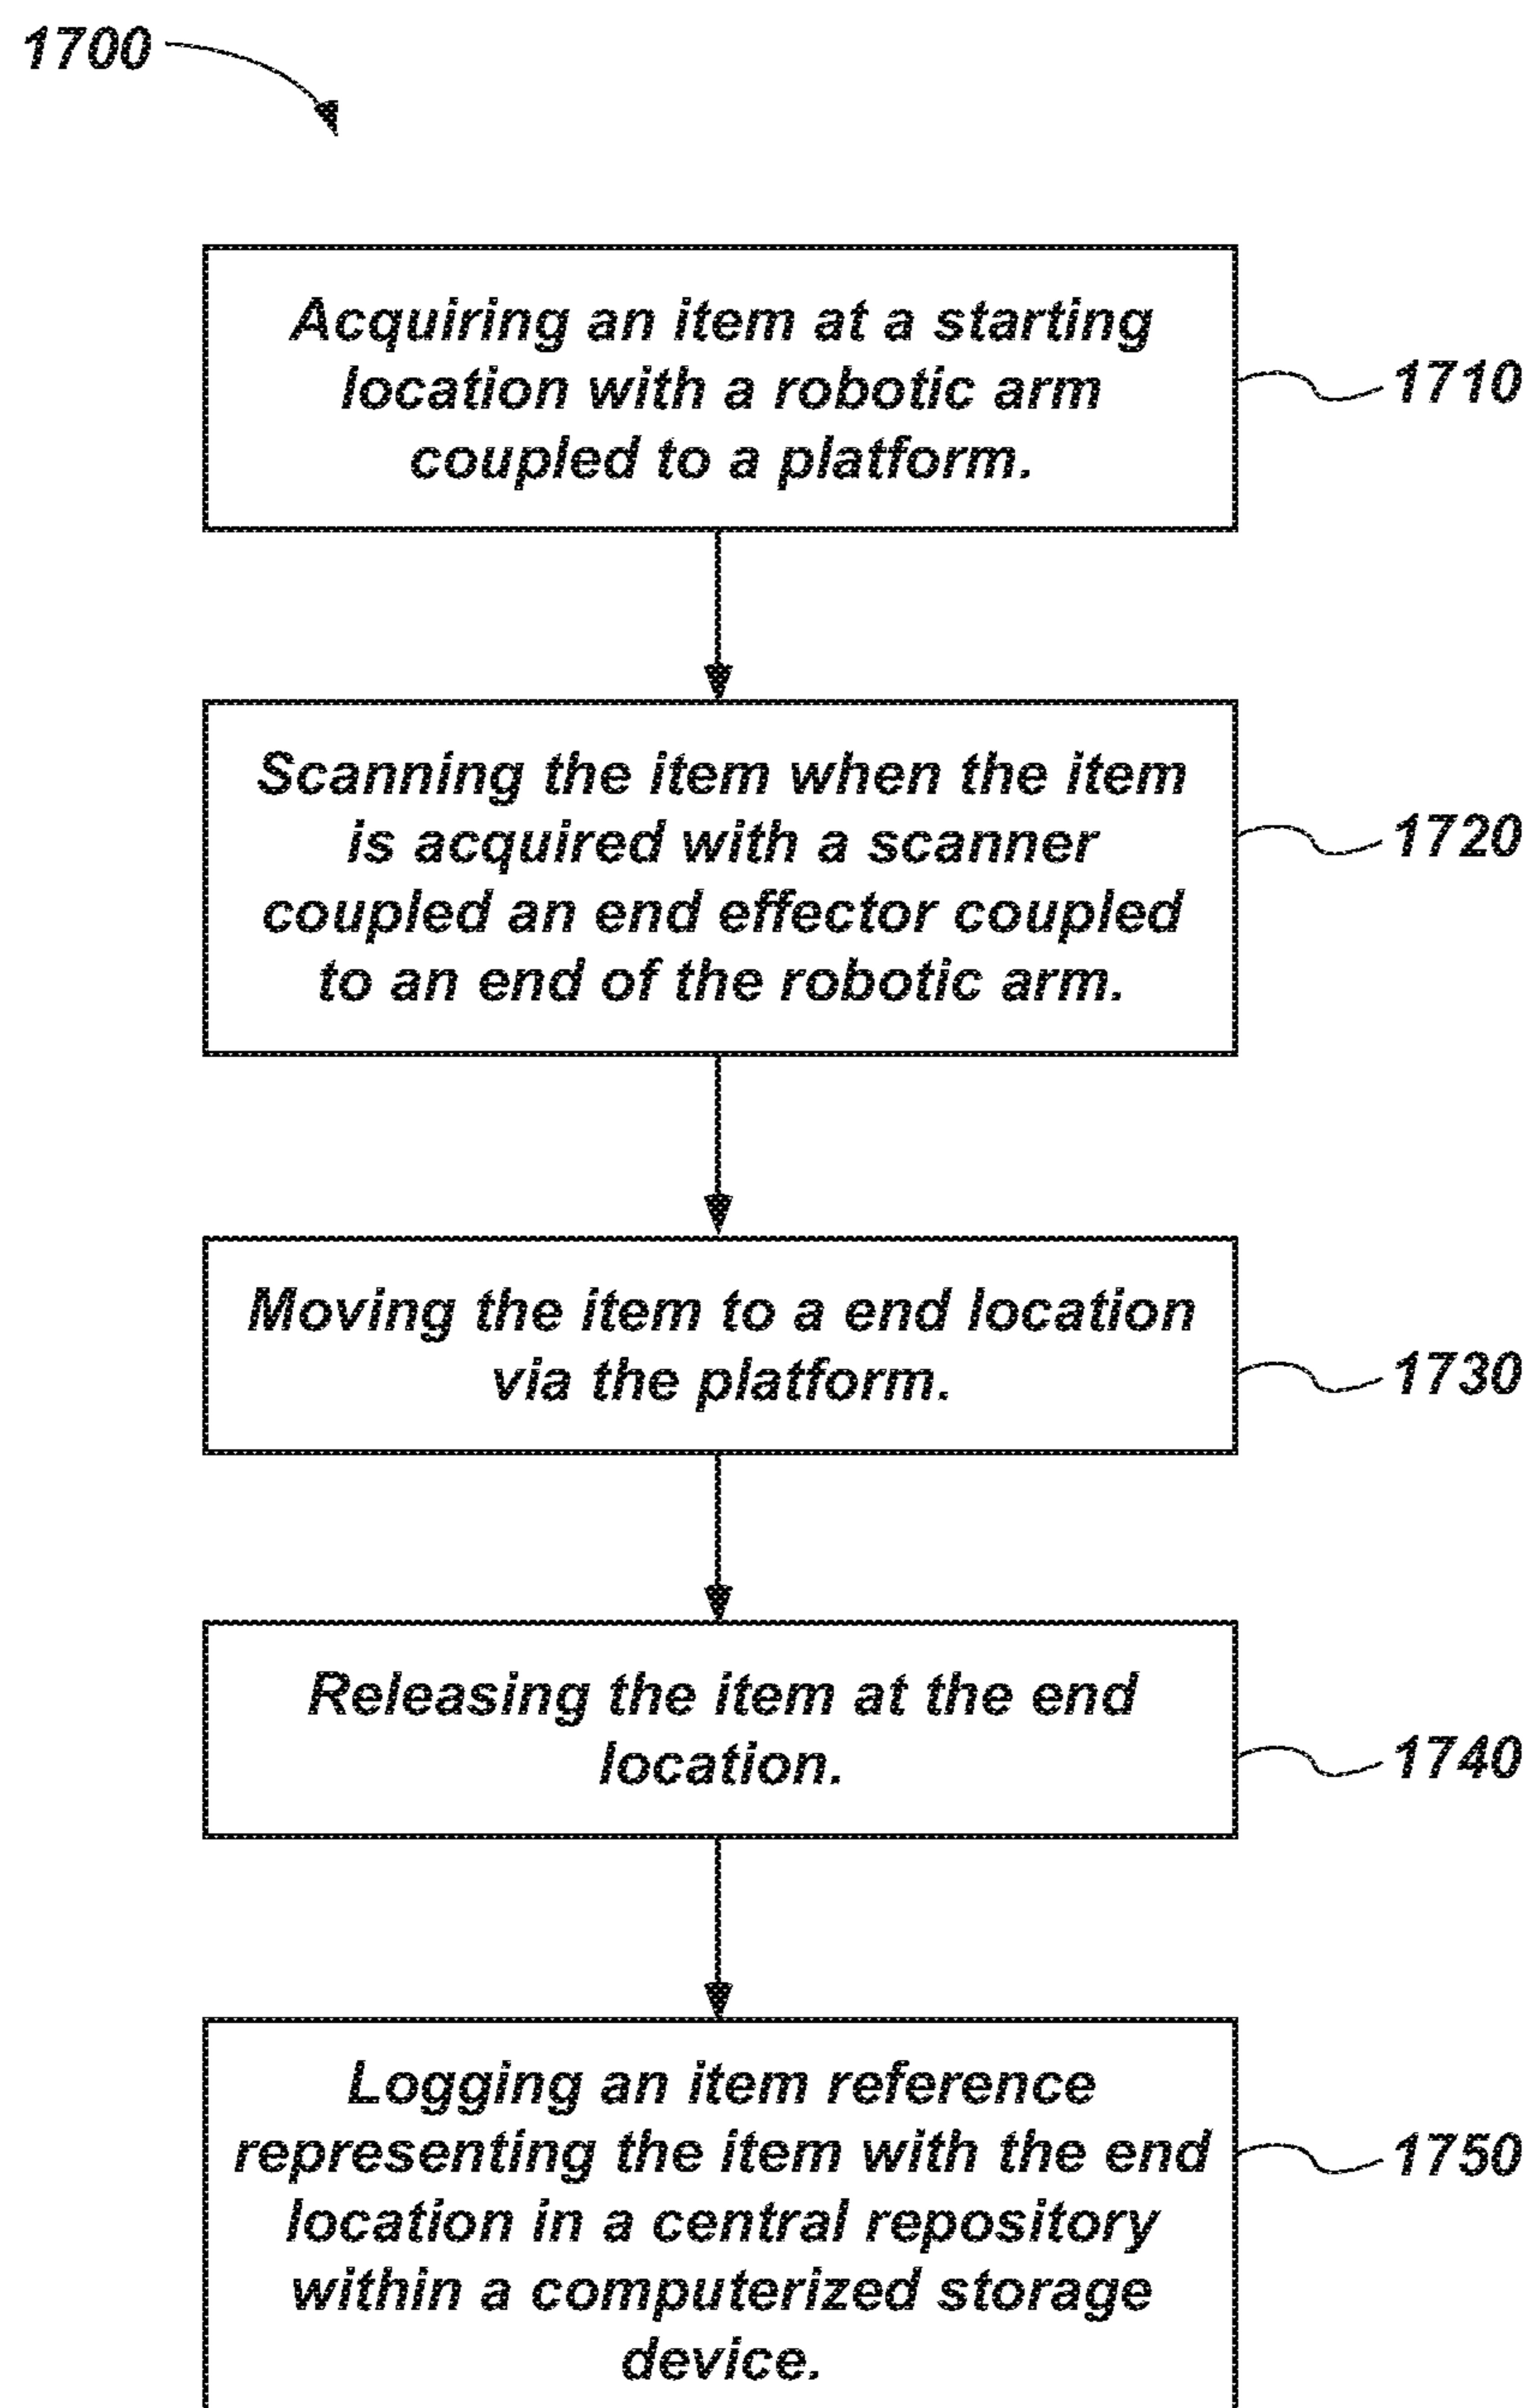 1700
Acquiring an item at a starting
location with a robotic arm
coupled to a platform.
1710
Scanning the item when the item
is acquired with a scanner
coupled an end effector coupled
to an end of the robotic arm.
1720
Moving the item to a end location
via the platform.
1730
Releasing the item at the end
location.
1740
Logging an item reference
representing the item with the end
location in a central repository
within a computerized storage
device.
1750